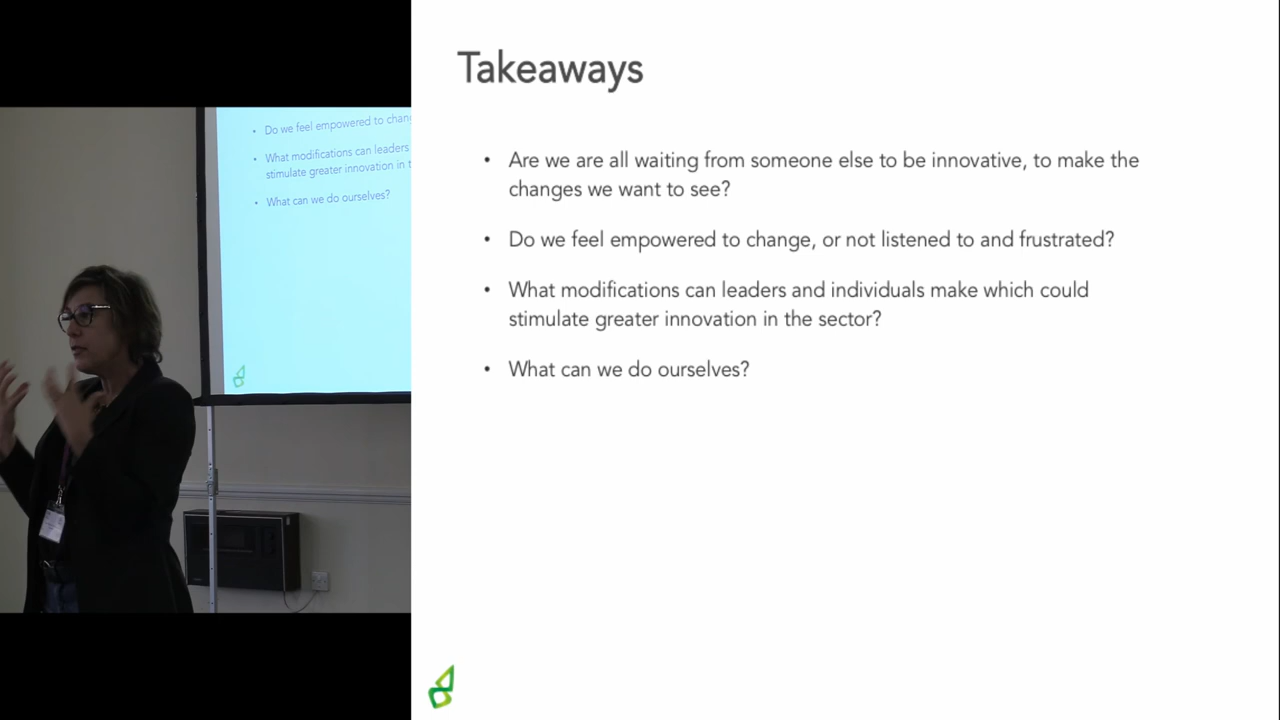 Takeaways
• Are we are all waiting from someone else to be innovative, to make the
changes we want to see?
• Do we feel empowered to change, or not listened to and frustrated?
• What modifications can leaders and individuals make which could
stimulate greater innovation in the sector?
• What can we do ourselves?
• Do we feel empowered to chan
• What modifications can leaders
stimulate greater innovation in t
• What can we do ourselves?